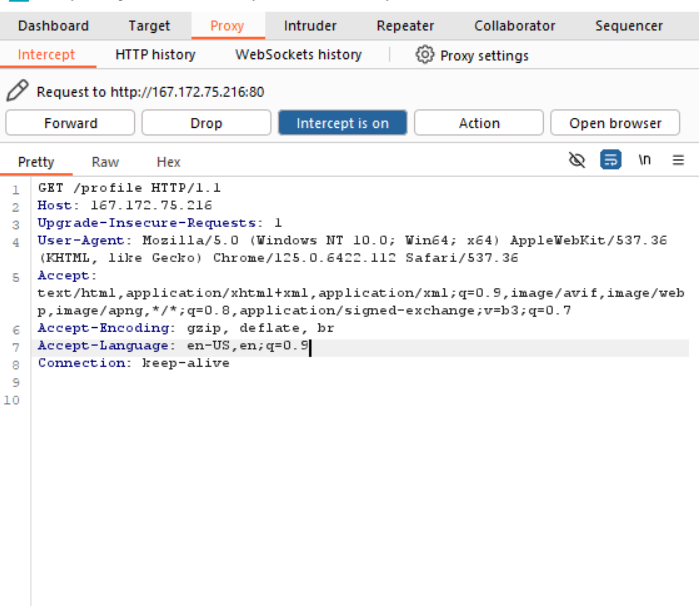 Dashboard Target Proxy Intruder Repeater Collaborator Sequencer
Intercept HTTP history WebSockets history Proxy settings
Request to http://167.172.75.216:80
Forward Drop Intercept is on Action Open browser
Pretty Raw Hex \n
1 GET /profile HTTP/1.1
2 Host: 167.172.75.216
3 Upgrade-Insecure-Requests: 1
4 User-Agent: Mozilla/5.0 (Windows NT 10.0; Win64; x64) AppleWebKit/537.36
(KHTML, like Gecko) Chrome/125.0.6422.112 Safari/537.36
5 Accept:
text/html,application/xhtml+xml,application/xml;q=0.9,image/avif,image/web
p,image/apng,*/*;q=0.8,application/signed-exchange;v=b3;q=0.7
6 Accept-Encoding: gzip, deflate, br
7 Accept-Language: en-US,en;q=0.9
8 Connection: keep-alive
9
10